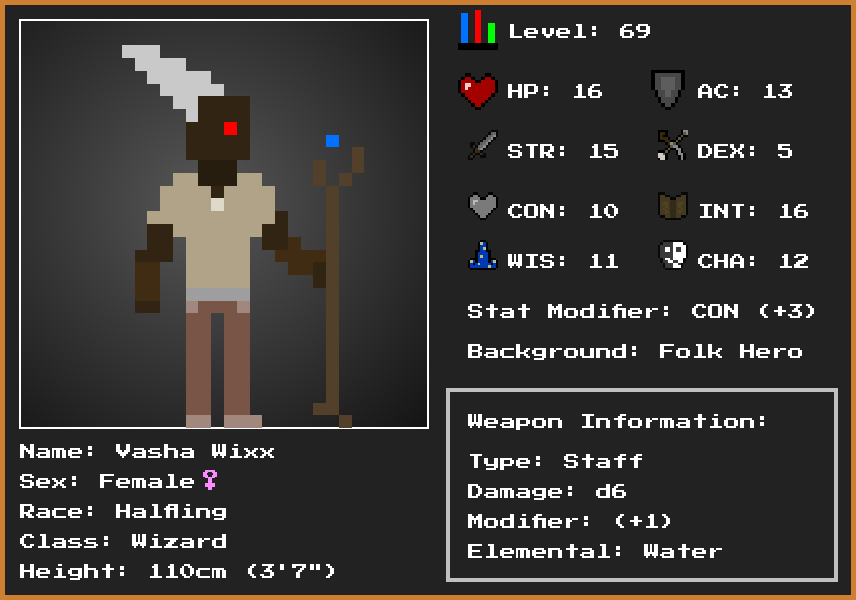 Level: 69
HP: 16 AC: 13
STR: 15 DEX: 5
CON: 10 INT: 16
WIS: 11 CHA: 12
Stat Modifier: CON (+3)
Background: Folk Hero
Weapon Information:
Type: Staff
Damage: d6
Modifier: (+1)
Elemental: Water
Name: Vasha Wixx
Sex: Female♀
Race: Halfling
Class: Wizard
Height: 110cm (3'7")